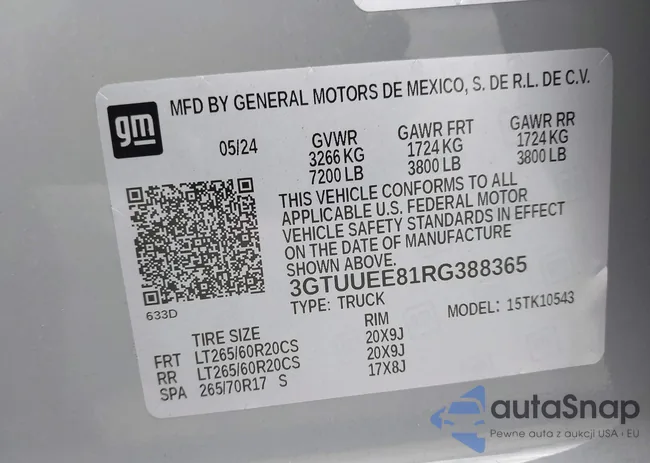 gm
MFD BY GENERAL MOTORS DE MEXICO, S. DE R.L. DE C.V.
05/24 GVWR GAWR FRT GAWR RR
3266 KG 1724 KG 1724 KG
7200 LB 3800 LB 3800 LB
THIS VEHICLE CONFORMS TO ALL
APPLICABLE U.S. FEDERAL MOTOR
VEHICLE SAFETY STANDARDS IN EFFECT
ON THE DATE OF MANUFACTURE
SHOWN ABOVE.
3GTUUEE81RG388365
TYPE: TRUCK MODEL: 15TK10543
633D
TIRE SIZE RIM
FRT LT265/60R20CS 20X9J
RR LT265/60R20CS 20X9J
SPA 265/70R17 S 17X8J
autaSnap
Pewne auta z aukcji USA i EU